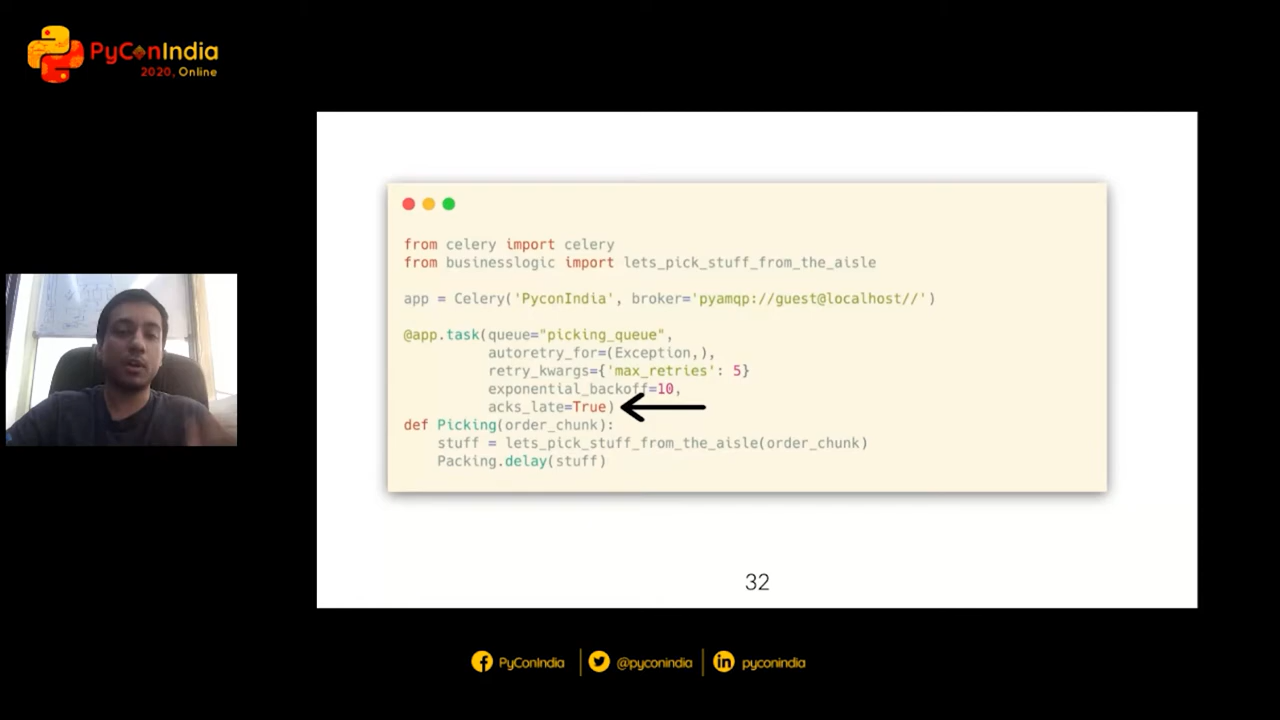 PyConIndia
2020, Online
from celery import celery
from businesslogic import lets_pick_stuff_from_the_aisle
app = Celery('PyconIndia', broker='pyamqp://guest@localhost//')
@app.task(queue="picking_queue",
autoretry_for=(Exception,),
retry_kwargs={'max_retries': 5}
exponential_backoff=10,
acks_late=True)
def Picking(order_chunk):
stuff = lets_pick_stuff_from_the_aisle(order_chunk)
Packing.delay(stuff)
32
PyConIndia
@pyconindia
pyconindia